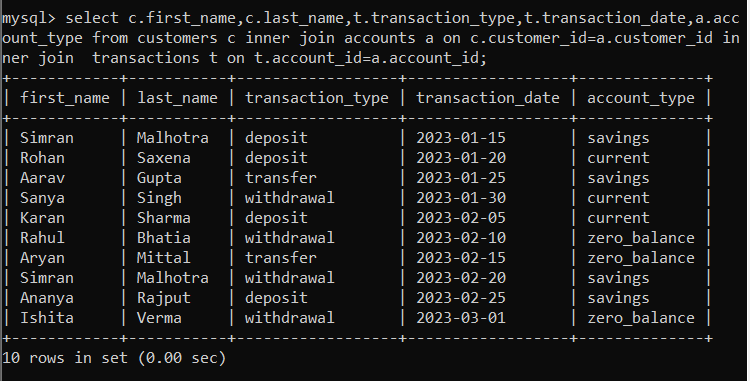 mysql> select c.first_name,c.last_name,t.transaction_type,t.transaction_date,a.acc
ount_type from customers c inner join accounts a on c.customer_id=a.customer_id in
ner join  transactions t on t.account_id=a.account_id;
+------------+-----------+------------------+------------------+--------------+
| first_name | last_name | transaction_type | transaction_date | account_type |
+------------+-----------+------------------+------------------+--------------+
| Simran     | Malhotra  | deposit          | 2023-01-15       | savings      |
| Rohan      | Saxena    | deposit          | 2023-01-20       | current      |
| Aarav      | Gupta     | transfer         | 2023-01-25       | savings      |
| Sanya      | Singh     | withdrawal       | 2023-01-30       | current      |
| Karan      | Sharma    | deposit          | 2023-02-05       | current      |
| Rahul      | Bhatia    | withdrawal       | 2023-02-10       | zero_balance |
| Aryan      | Mittal    | transfer         | 2023-02-15       | zero_balance |
| Simran     | Malhotra  | withdrawal       | 2023-02-20       | savings      |
| Ananya     | Rajput    | deposit          | 2023-02-25       | savings      |
| Ishita     | Verma     | withdrawal       | 2023-03-01       | zero_balance |
+------------+-----------+------------------+------------------+--------------+
10 rows in set (0.00 sec)